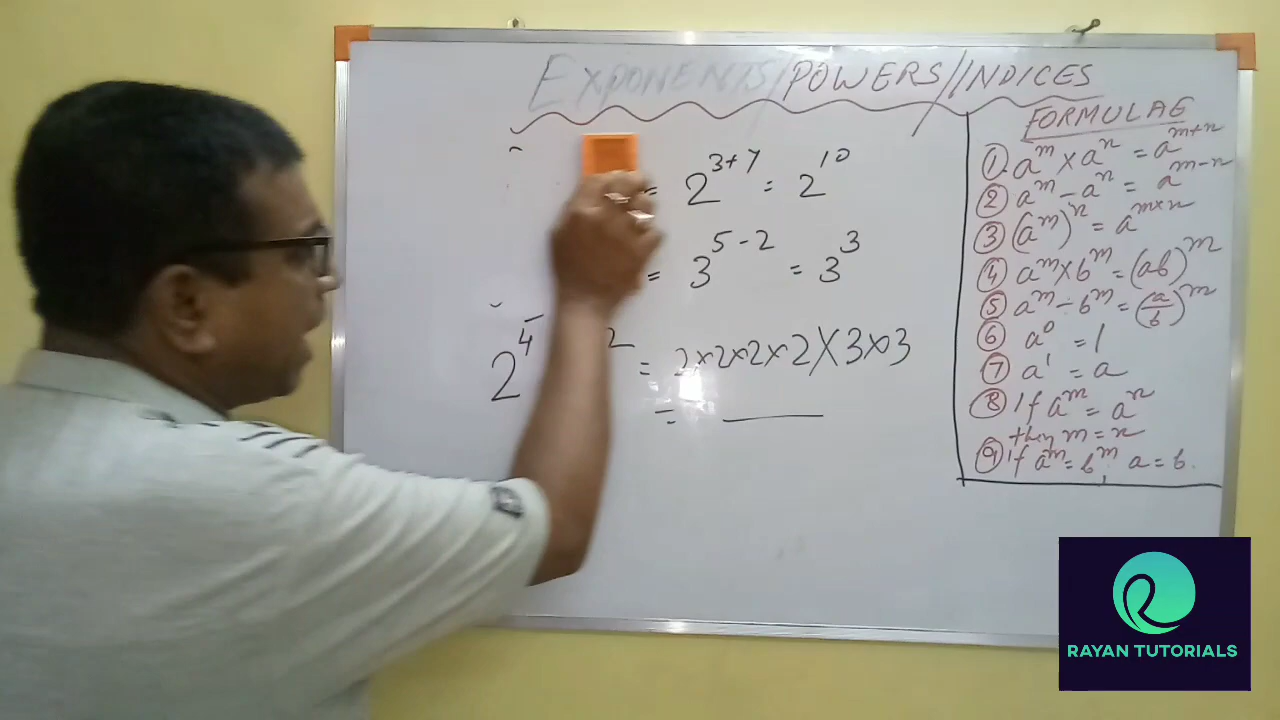 EXPONENTS/POWERS/INDICES
= 2^{3+7} = 2^{10}
= 3^{5-2} = 3^3
2^4 2 = 2×2×2×2×3×3
=
FORMULAE
① a^m × a^n = a^{m+n}
② a^m - a^n = a^{m-n}
③ (a^m)^n = a^{m×n}
④ a^m × b^m = (ab)^m
⑤ a^m ÷ b^m = (a/b)^m
⑥ a^0 = 1
⑦ a^1 = a
⑧ If a^m = a^n
then m = n
⑨ If a^m = b^m, a = b.
RAYAN TUTORIALS